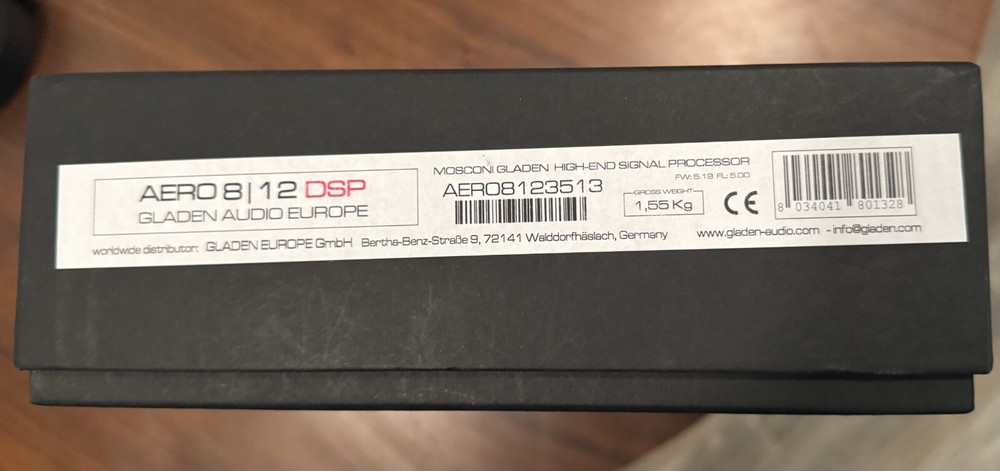 AERO 8|12 DSP
GLADEN AUDIO EUROPE
MOSCONI GLADEN HIGH-END SIGNAL PROCESSOR
FW: 5.19 FL: 5.00
AERO8123513
GROSS WEIGHT
1,55 Kg
CE
8 034041 801328
worldwide distributor: GLADEN EUROPE GmbH Bertha-Benz-Straße 9, 72141 Walddorfhäslach, Germany www.gladen-audio.com - info@gladen.com